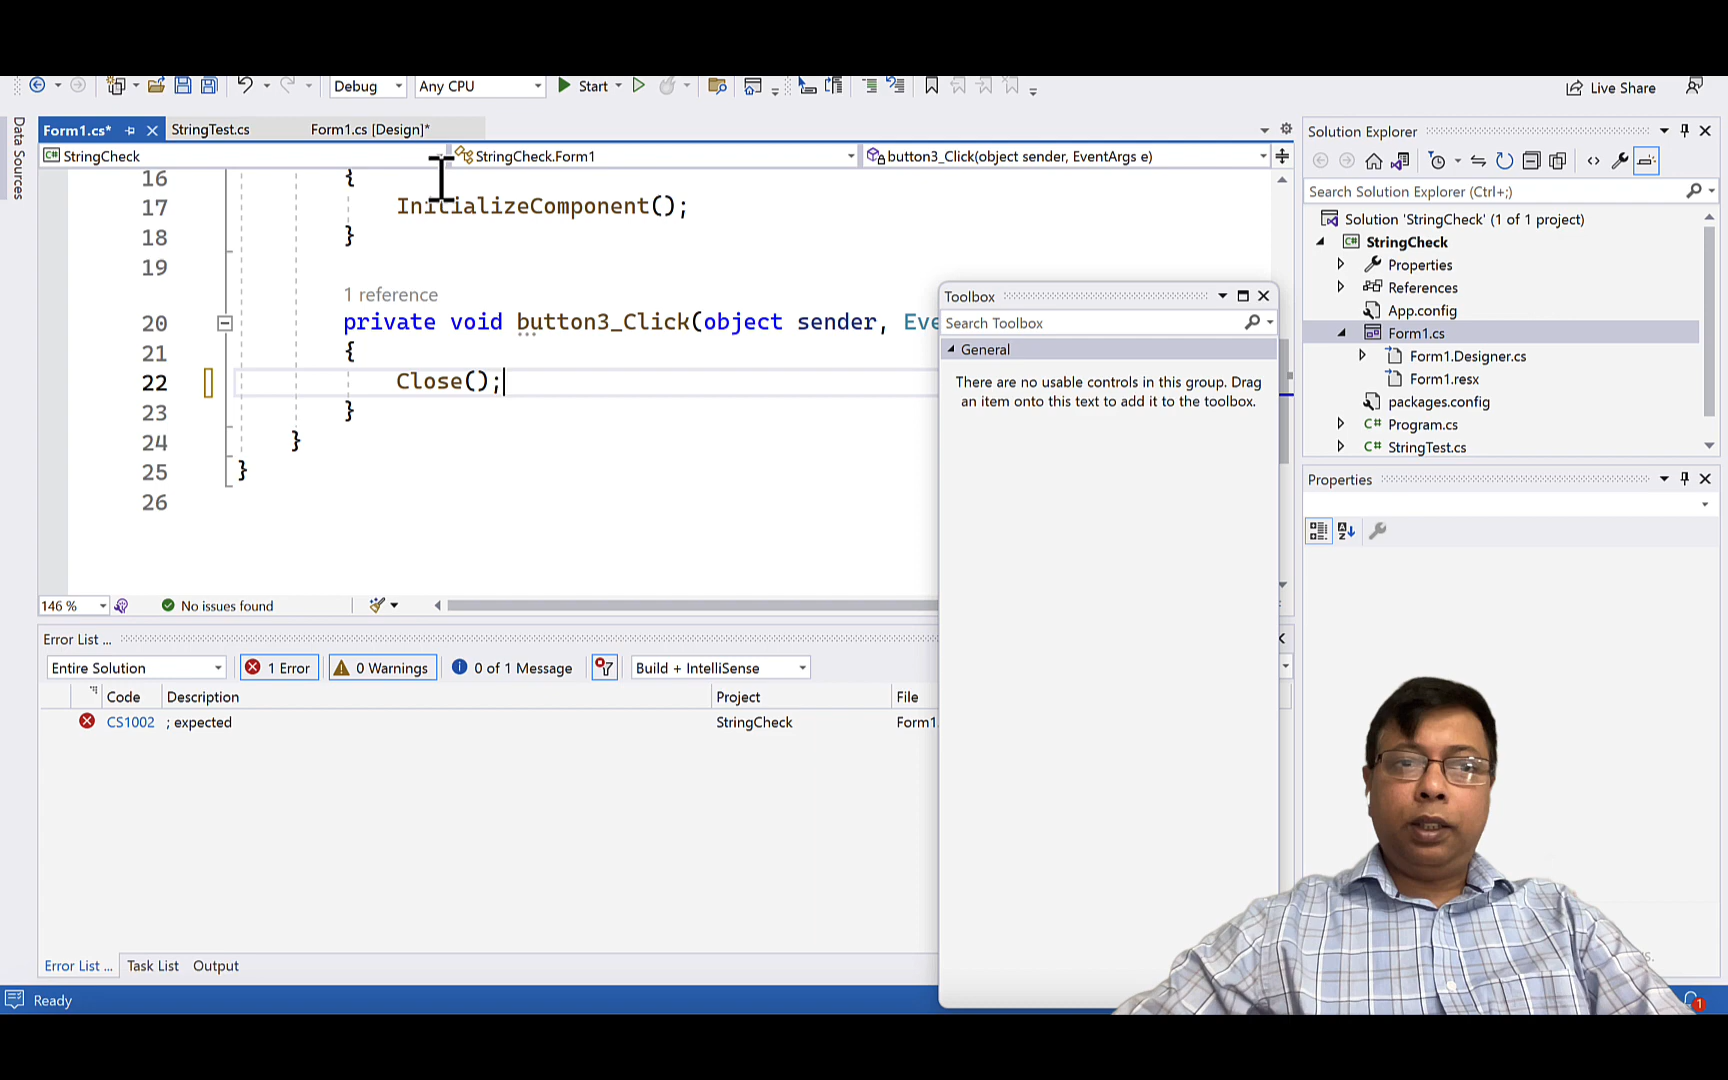 Debug
Any CPU
Start
Live Share
Data Sources
Form1.cs*
StringTest.cs
Form1.cs [Design]*
StringCheck
StringCheck.Form1
button3_Click(object sender, EventArgs e)
16 {
17 InitializeComponent();
18 }
19
1 reference
20 private void button3_Click(object sender, Eve
21 {
22 Close();
23 }
24 }
25 }
26
146 %
No issues found
Error List ...
Entire Solution
1 Error
0 Warnings
0 of 1 Message
Build + IntelliSense
Code Description Project File
CS1002 ; expected StringCheck Form1.
Error List ... Task List Output
Ready
Toolbox
Search Toolbox
General
There are no usable controls in this group. Drag
an item onto this text to add it to the toolbox.
Solution Explorer
Search Solution Explorer (Ctrl+;)
Solution 'StringCheck' (1 of 1 project)
StringCheck
Properties
References
App.config
Form1.cs
Form1.Designer.cs
Form1.resx
packages.config
C# Program.cs
C# StringTest.cs
Properties
1